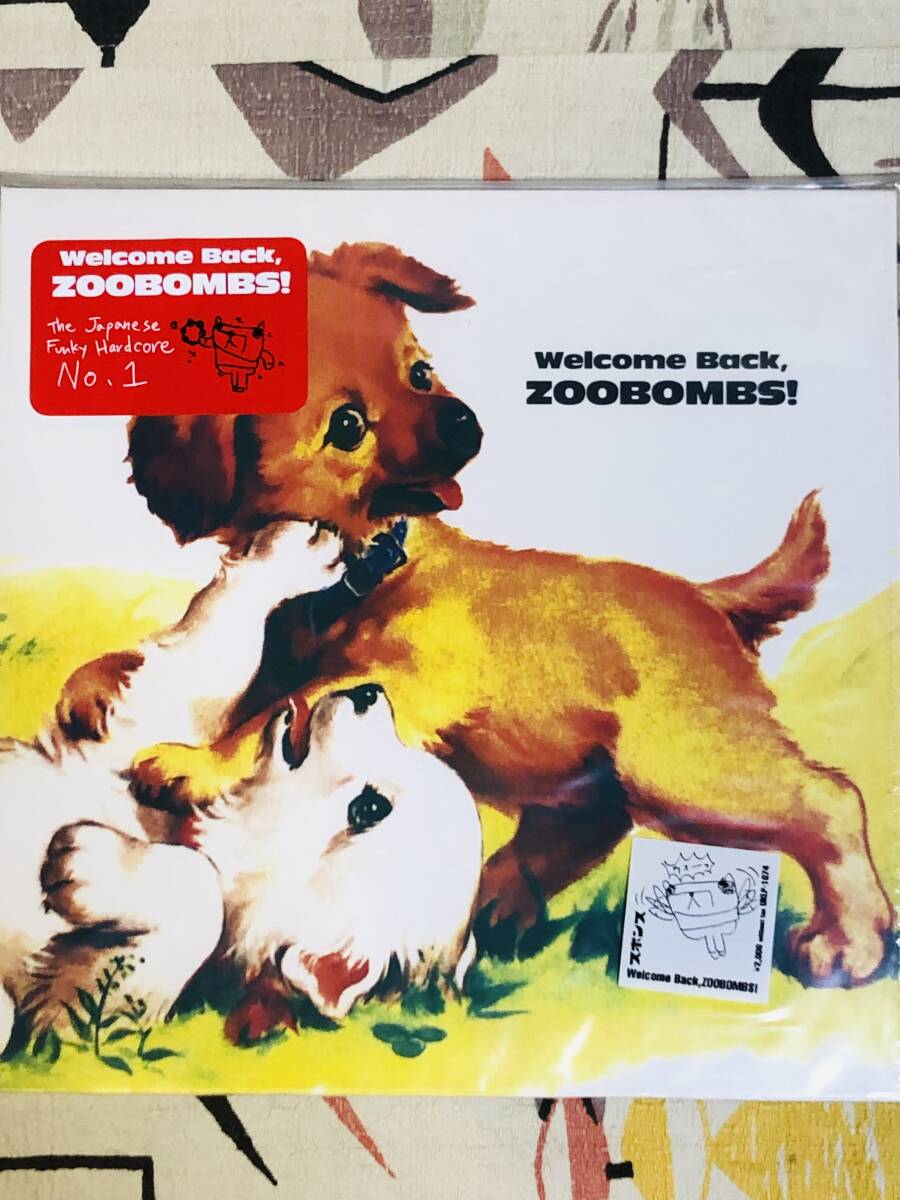 Welcome Back,
ZOOBOMBS!
The Japanese
Funky Hardcore
No. 1
Welcome Back,
ZOOBOMBS!
ズボンズ
Welcome Back,ZOOBOMBS!